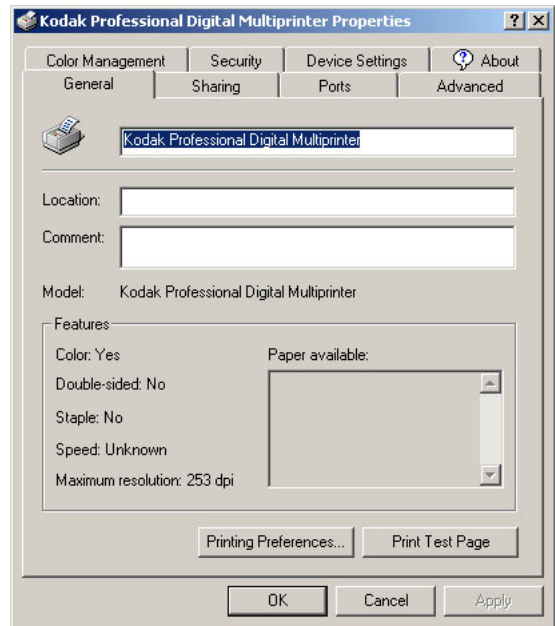 Kodak Professional Digital Multiprinter Properties
Color Management Security Device Settings About
General Sharing Ports Advanced
Kodak Professional Digital Multiprinter
Location:
Comment:
Model: Kodak Professional Digital Multiprinter
Features
Color: Yes Paper available:
Double-sided: No
Staple: No
Speed: Unknown
Maximum resolution: 253 dpi
Printing Preferences... Print Test Page
OK Cancel Apply